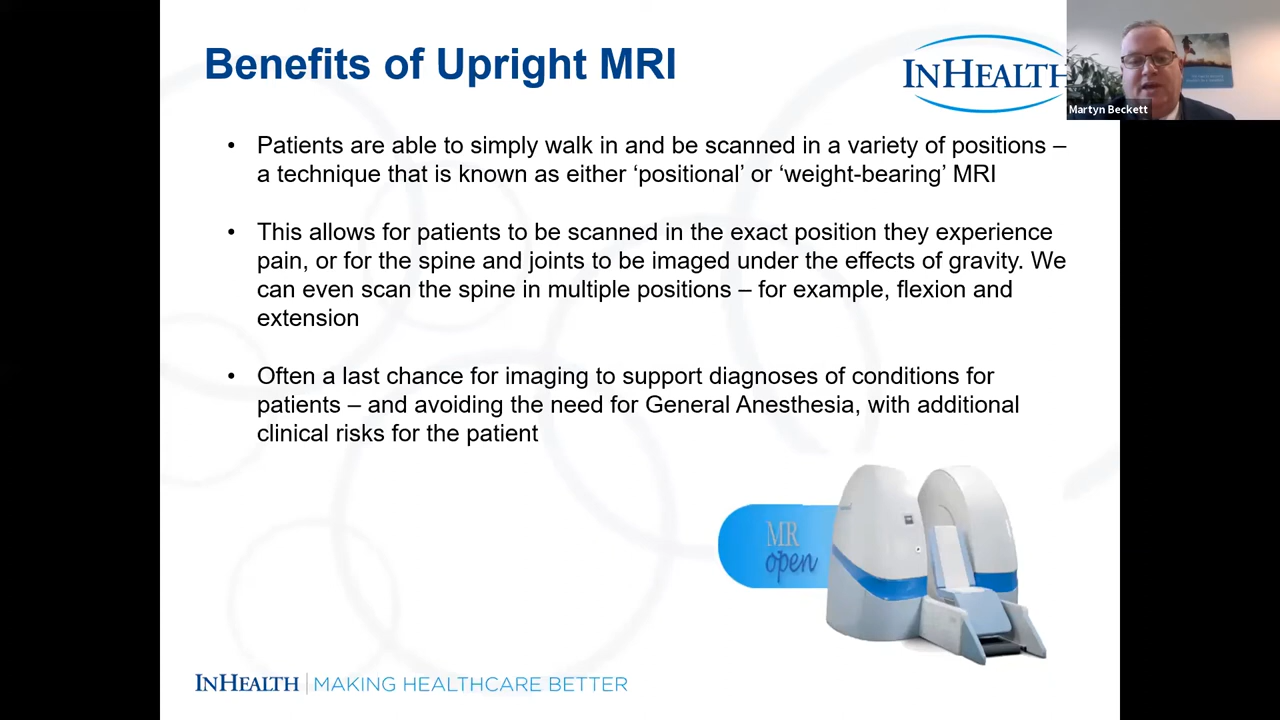 Benefits of Upright MRI
INHEALTH
Martyn Beckett
• Patients are able to simply walk in and be scanned in a variety of positions –
a technique that is known as either ‘positional’ or ‘weight-bearing’ MRI
• This allows for patients to be scanned in the exact position they experience
pain, or for the spine and joints to be imaged under the effects of gravity. We
can even scan the spine in multiple positions – for example, flexion and
extension
• Often a last chance for imaging to support diagnoses of conditions for
patients – and avoiding the need for General Anesthesia, with additional
clinical risks for the patient
MR
open
INHEALTH | MAKING HEALTHCARE BETTER